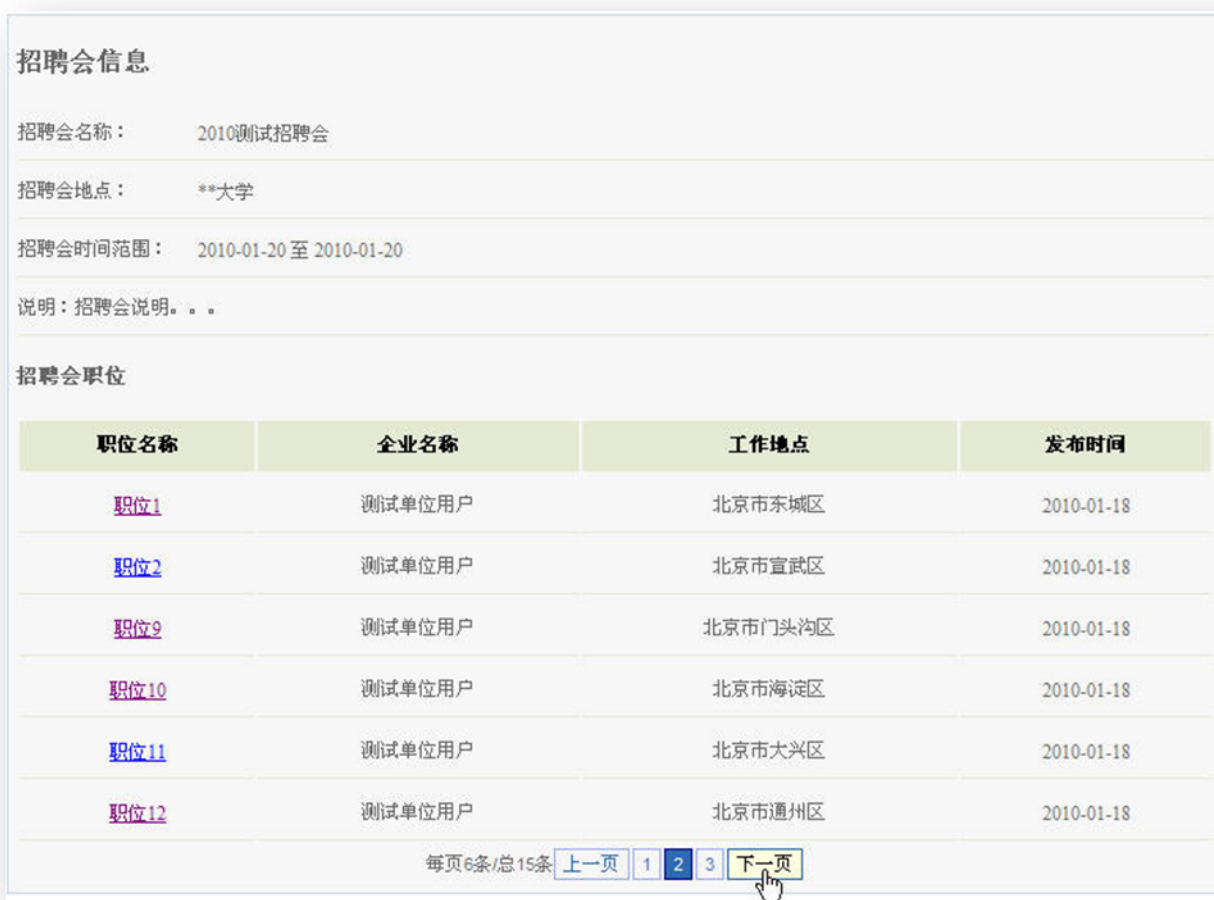 招聘会信息
招聘会名称： 2010测试招聘会
招聘会地点： **大学
招聘会时间范围： 2010-01-20 至 2010-01-20
说明：招聘会说明。。。
招聘会职位
职位名称 企业名称 工作地点 发布时间
职位1 测试单位用户 北京市东城区 2010-01-18
职位2 测试单位用户 北京市宣武区 2010-01-18
职位9 测试单位用户 北京市门头沟区 2010-01-18
职位10 测试单位用户 北京市海淀区 2010-01-18
职位11 测试单位用户 北京市大兴区 2010-01-18
职位12 测试单位用户 北京市通州区 2010-01-18
每页6条/总15条 上一页 1 2 3 下一页